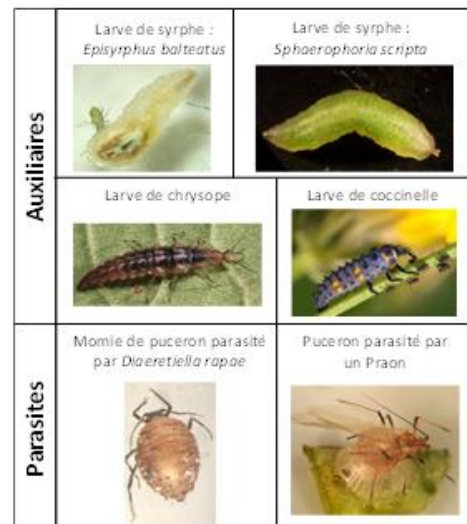 Auxiliaires
Larve de syrphe :
Episyrphus balteatus
Larve de syrphe :
Sphaerophoria scripta
Larve de chrysope
Larve de coccinelle
Parasites
Momie de puceron parasité
par Diaeretiella rapae
Puceron parasité par
un Praon